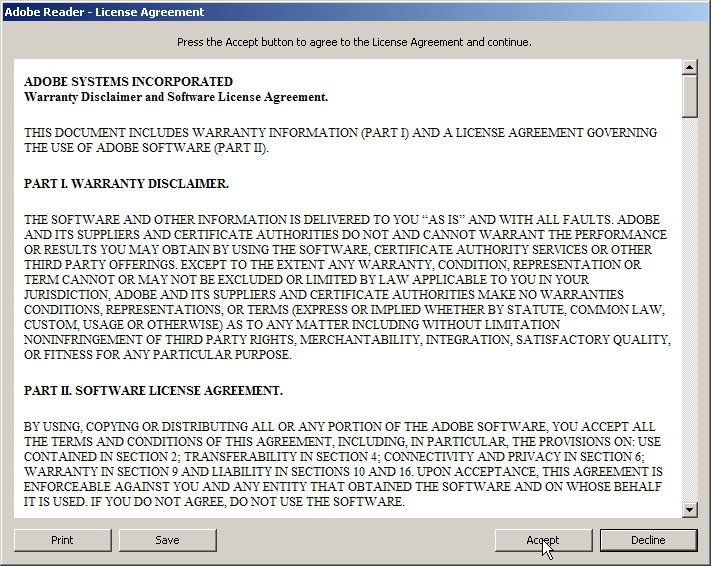 Adobe Reader - License Agreement
Press the Accept button to agree to the License Agreement and continue.
ADOBE SYSTEMS INCORPORATED
Warranty Disclaimer and Software License Agreement.
THIS DOCUMENT INCLUDES WARRANTY INFORMATION (PART I) AND A LICENSE AGREEMENT GOVERNING
THE USE OF ADOBE SOFTWARE (PART II).
PART I. WARRANTY DISCLAIMER.
THE SOFTWARE AND OTHER INFORMATION IS DELIVERED TO YOU “AS IS” AND WITH ALL FAULTS. ADOBE
AND ITS SUPPLIERS AND CERTIFICATE AUTHORITIES DO NOT AND CANNOT WARRANT THE PERFORMANCE
OR RESULTS YOU MAY OBTAIN BY USING THE SOFTWARE, CERTIFICATE AUTHORITY SERVICES OR OTHER
THIRD PARTY OFFERINGS. EXCEPT TO THE EXTENT ANY WARRANTY, CONDITION, REPRESENTATION OR
TERM CANNOT OR MAY NOT BE EXCLUDED OR LIMITED BY LAW APPLICABLE TO YOU IN YOUR
JURISDICTION, ADOBE AND ITS SUPPLIERS AND CERTIFICATE AUTHORITIES MAKE NO WARRANTIES
CONDITIONS, REPRESENTATIONS, OR TERMS (EXPRESS OR IMPLIED WHETHER BY STATUTE, COMMON LAW,
CUSTOM, USAGE OR OTHERWISE) AS TO ANY MATTER INCLUDING WITHOUT LIMITATION
NONINFRINGEMENT OF THIRD PARTY RIGHTS, MERCHANTABILITY, INTEGRATION, SATISFACTORY QUALITY,
OR FITNESS FOR ANY PARTICULAR PURPOSE.
PART II. SOFTWARE LICENSE AGREEMENT.
BY USING, COPYING OR DISTRIBUTING ALL OR ANY PORTION OF THE ADOBE SOFTWARE, YOU ACCEPT ALL
THE TERMS AND CONDITIONS OF THIS AGREEMENT, INCLUDING, IN PARTICULAR, THE PROVISIONS ON: USE
CONTAINED IN SECTION 2; TRANSFERABILITY IN SECTION 4; CONNECTIVITY AND PRIVACY IN SECTION 6;
WARRANTY IN SECTION 9 AND LIABILITY IN SECTIONS 10 AND 16. UPON ACCEPTANCE, THIS AGREEMENT IS
ENFORCEABLE AGAINST YOU AND ANY ENTITY THAT OBTAINED THE SOFTWARE AND ON WHOSE BEHALF
IT IS USED. IF YOU DO NOT AGREE, DO NOT USE THE SOFTWARE.
Print Save Accept Decline